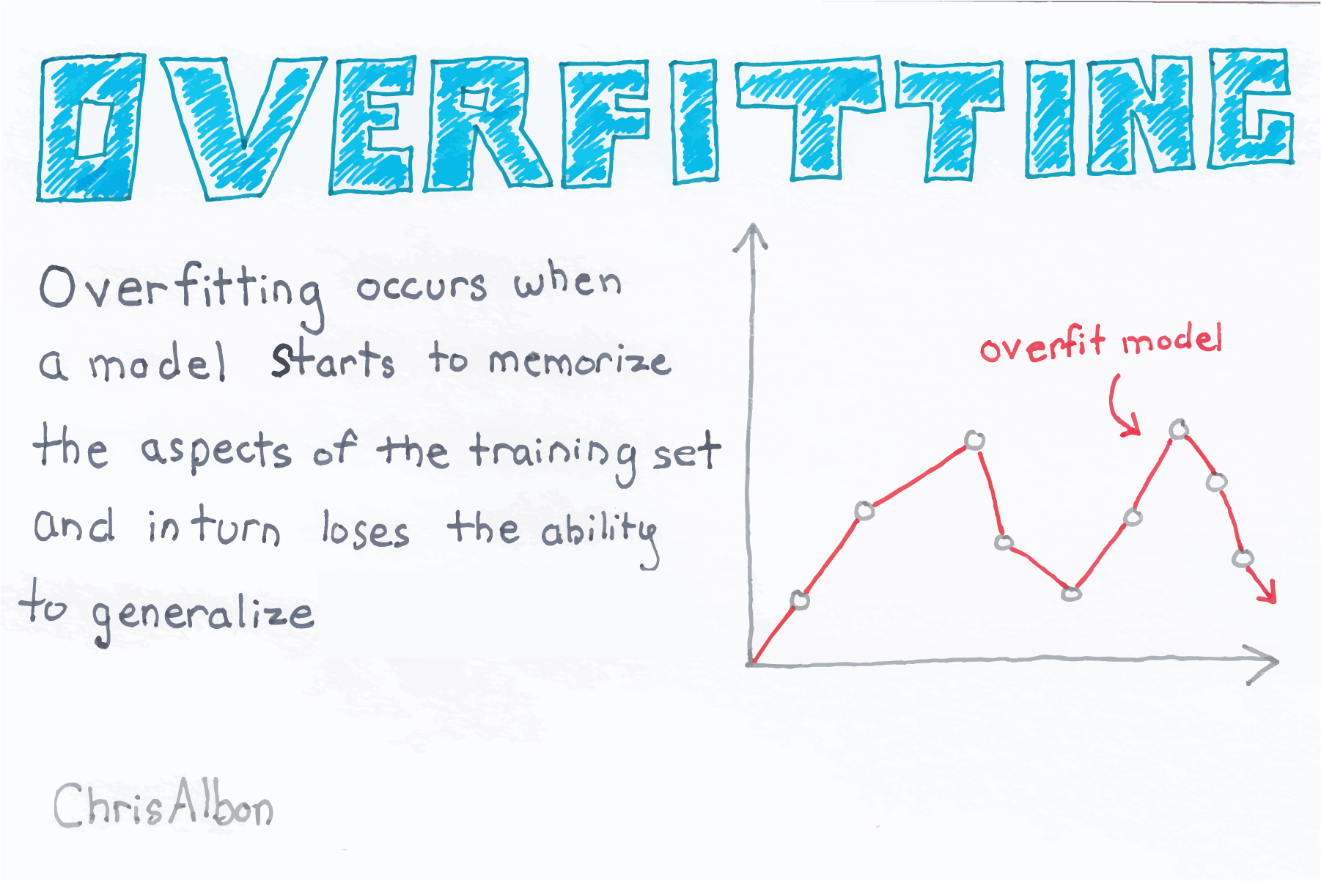 OVERFITTING
Overfitting occurs when
a model starts to memorize
the aspects of the training set
and in turn loses the ability
to generalize
overfit model
ChrisAlbon